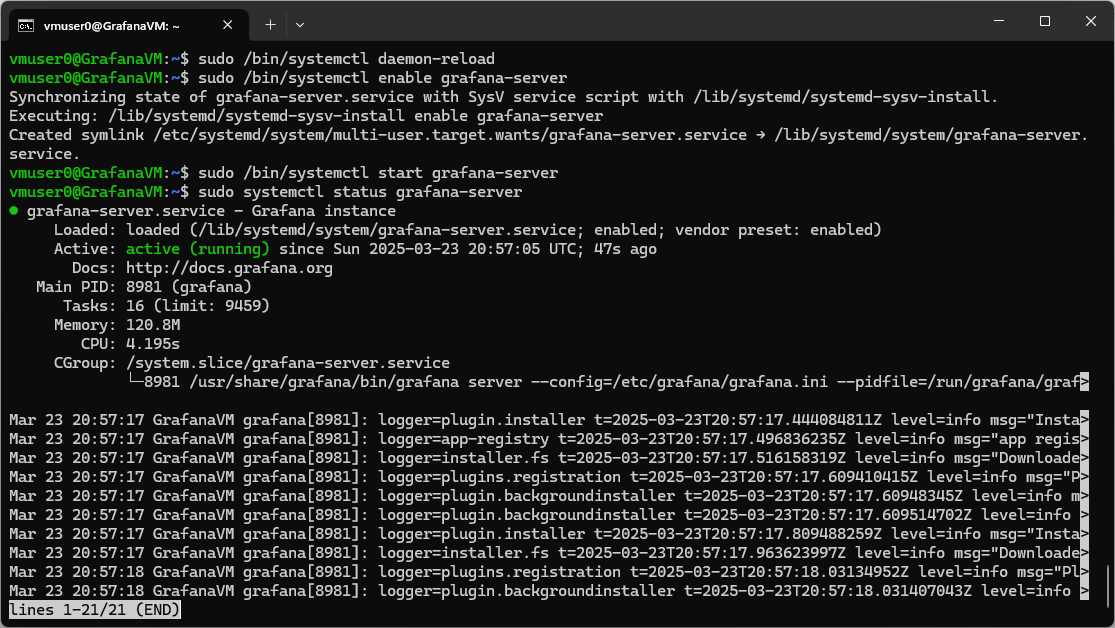 vmuser0@GrafanaVM: ~
vmuser0@GrafanaVM:~$ sudo /bin/systemctl daemon-reload
vmuser0@GrafanaVM:~$ sudo /bin/systemctl enable grafana-server
Synchronizing state of grafana-server.service with SysV service script with /lib/systemd/systemd-sysv-install.
Executing: /lib/systemd/systemd-sysv-install enable grafana-server
Created symlink /etc/systemd/system/multi-user.target.wants/grafana-server.service → /lib/systemd/system/grafana-server.
service.
vmuser0@GrafanaVM:~$ sudo /bin/systemctl start grafana-server
vmuser0@GrafanaVM:~$ sudo systemctl status grafana-server
● grafana-server.service - Grafana instance
     Loaded: loaded (/lib/systemd/system/grafana-server.service; enabled; vendor preset: enabled)
     Active: active (running) since Sun 2025-03-23 20:57:05 UTC; 47s ago
       Docs: http://docs.grafana.org
   Main PID: 8981 (grafana)
      Tasks: 16 (limit: 9459)
     Memory: 120.8M
        CPU: 4.195s
     CGroup: /system.slice/grafana-server.service
             └─8981 /usr/share/grafana/bin/grafana server --config=/etc/grafana/grafana.ini --pidfile=/run/grafana/graf>
Mar 23 20:57:17 GrafanaVM grafana[8981]: logger=plugin.installer t=2025-03-23T20:57:17.444084811Z level=info msg="Insta>
Mar 23 20:57:17 GrafanaVM grafana[8981]: logger=app-registry t=2025-03-23T20:57:17.496836235Z level=info msg="app regis>
Mar 23 20:57:17 GrafanaVM grafana[8981]: logger=installer.fs t=2025-03-23T20:57:17.516158319Z level=info msg="Downloade>
Mar 23 20:57:17 GrafanaVM grafana[8981]: logger=plugins.registration t=2025-03-23T20:57:17.609410415Z level=info msg="P>
Mar 23 20:57:17 GrafanaVM grafana[8981]: logger=plugin.backgroundinstaller t=2025-03-23T20:57:17.60948345Z level=info m>
Mar 23 20:57:17 GrafanaVM grafana[8981]: logger=plugin.backgroundinstaller t=2025-03-23T20:57:17.609514702Z level=info >
Mar 23 20:57:17 GrafanaVM grafana[8981]: logger=plugin.installer t=2025-03-23T20:57:17.809488259Z level=info msg="Insta>
Mar 23 20:57:17 GrafanaVM grafana[8981]: logger=installer.fs t=2025-03-23T20:57:17.963623997Z level=info msg="Downloade>
Mar 23 20:57:18 GrafanaVM grafana[8981]: logger=plugins.registration t=2025-03-23T20:57:18.03134952Z level=info msg="Pl>
Mar 23 20:57:18 GrafanaVM grafana[8981]: logger=plugin.backgroundinstaller t=2025-03-23T20:57:18.031407043Z level=info >
lines 1-21/21 (END)